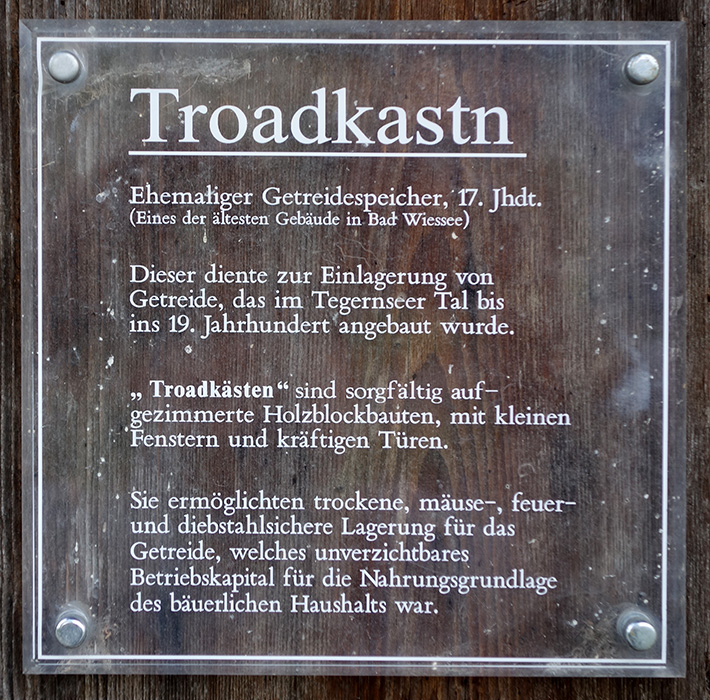 Troadkastn
Ehemaliger Getreidespeicher, 17. Jhdt.
(Eines der ältesten Gebäude in Bad Wiessee)
Dieser diente zur Einlagerung von
Getreide, das im Tegernseer Tal bis
ins 19. Jahrhundert angebaut wurde.
„ Troadkästen “ sind sorgfältig auf-
gezimmerte Holzblockbauten, mit kleinen
Fenstern und kräftigen Türen.
Sie ermöglichten trockene, mäuse-, feuer-
und diebstahlsichere Lagerung für das
Getreide, welches unverzichtbares
Betriebskapital für die Nahrungsgrundlage
des bäuerlichen Haushalts war.